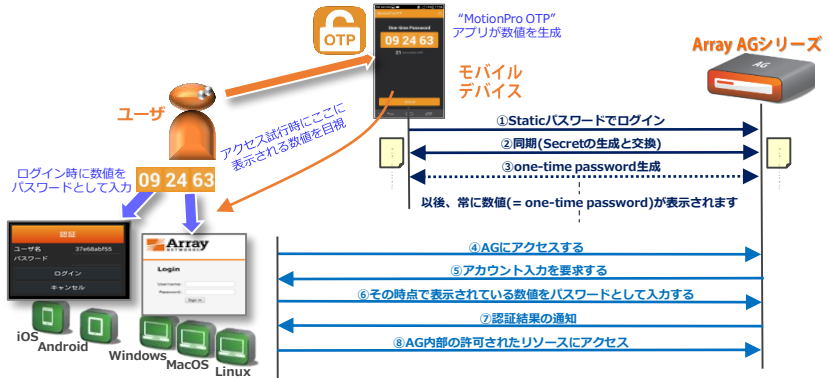 OTP
MotionPro OTP
One-time Password
09 24 63
“MotionPro OTP”
アプリが数値を生成
モバイル
デバイス
Array AGシリーズ
AG
ユーザ
アクセス試行時にここに
表示される数値を目視
ログイン時に数値を
パスワードとして入力
09 24 63
①Staticパスワードでログイン
②同期(Secretの生成と交換)
③one-time password生成
以後、常に数値(= one-time password)が表示されます
認証
ユーザ名 37e68abf55
パスワード
ログイン
キャンセル
Array
NETWORKS
Login
Username:
Password:
Sign In
iOS
Android
Windows
MacOS
Linux
④AGにアクセスする
⑤アカウント入力を要求する
⑥その時点で表示されている数値をパスワードとして入力する
⑦認証結果の通知
⑧AG内部の許可されたリソースにアクセス